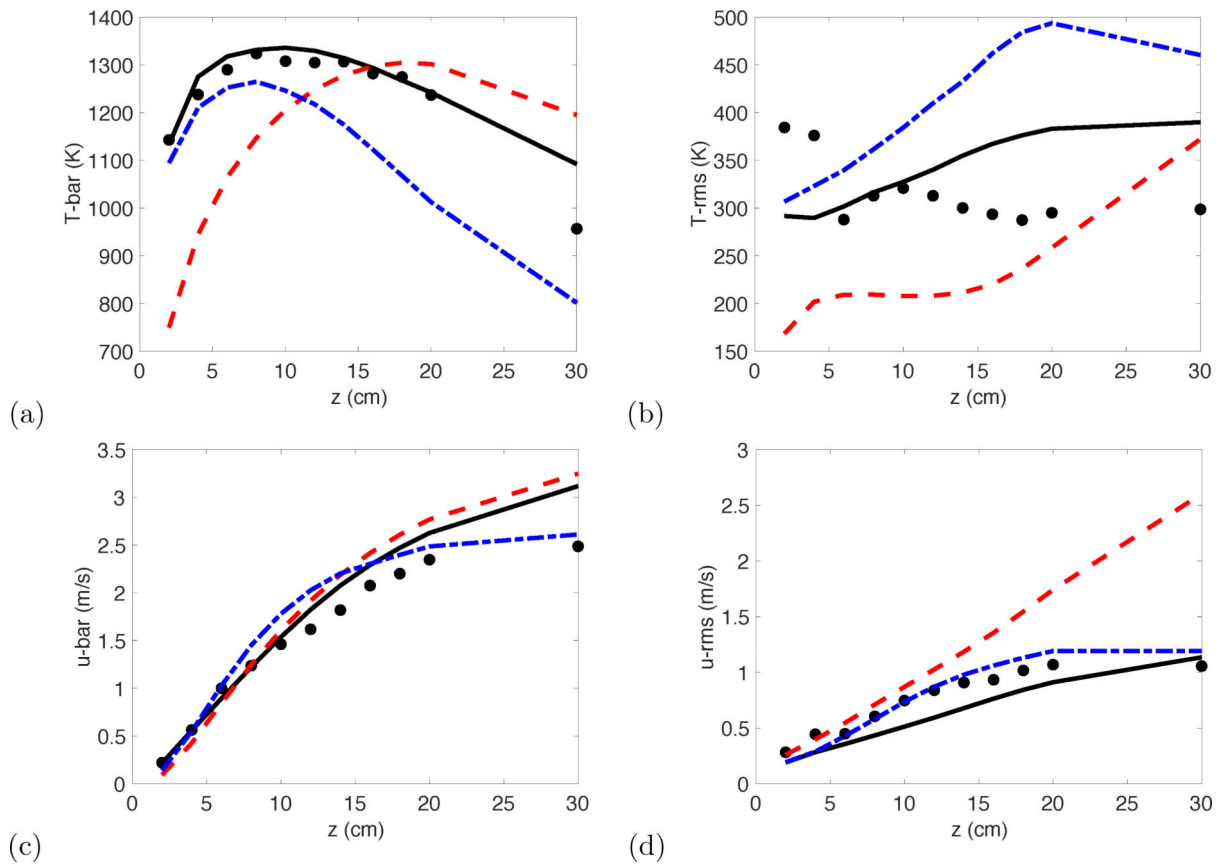 1400
1300
1200
1100
1000
900
800
700
T-bar (K)
0 5 10 15 20 25 30
z (cm)
(a)
500
450
400
350
300
250
200
150
T-rms (K)
0 5 10 15 20 25 30
z (cm)
(b)
3.5
3
2.5
2
1.5
1
0.5
0
u-bar (m/s)
0 5 10 15 20 25 30
z (cm)
(c)
3
2.5
2
1.5
1
0.5
0
u-rms (m/s)
0 5 10 15 20 25 30
z (cm)
(d)